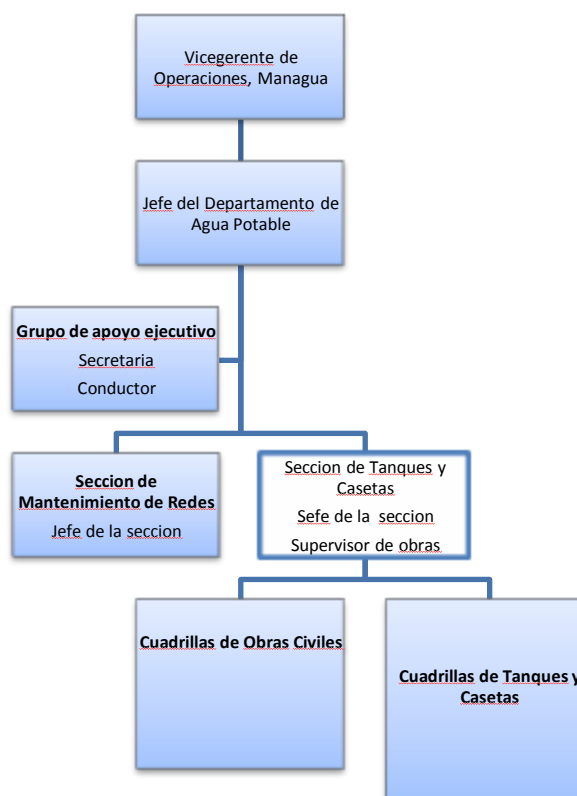 Vicegerente de
Operaciones, Managua
Jefe del Departamento de
Agua Potable
Grupo de apoyo ejecutivo
Secretaria
Conductor
Seccion de
Mantenimiento de Redes
Jefe de la seccion
Seccion de Tanques y
Casetas
Sefe de la seccion
Supervisor de obras
Cuadrillas de Obras Civiles
Cuadrillas de Tanques y
Casetas